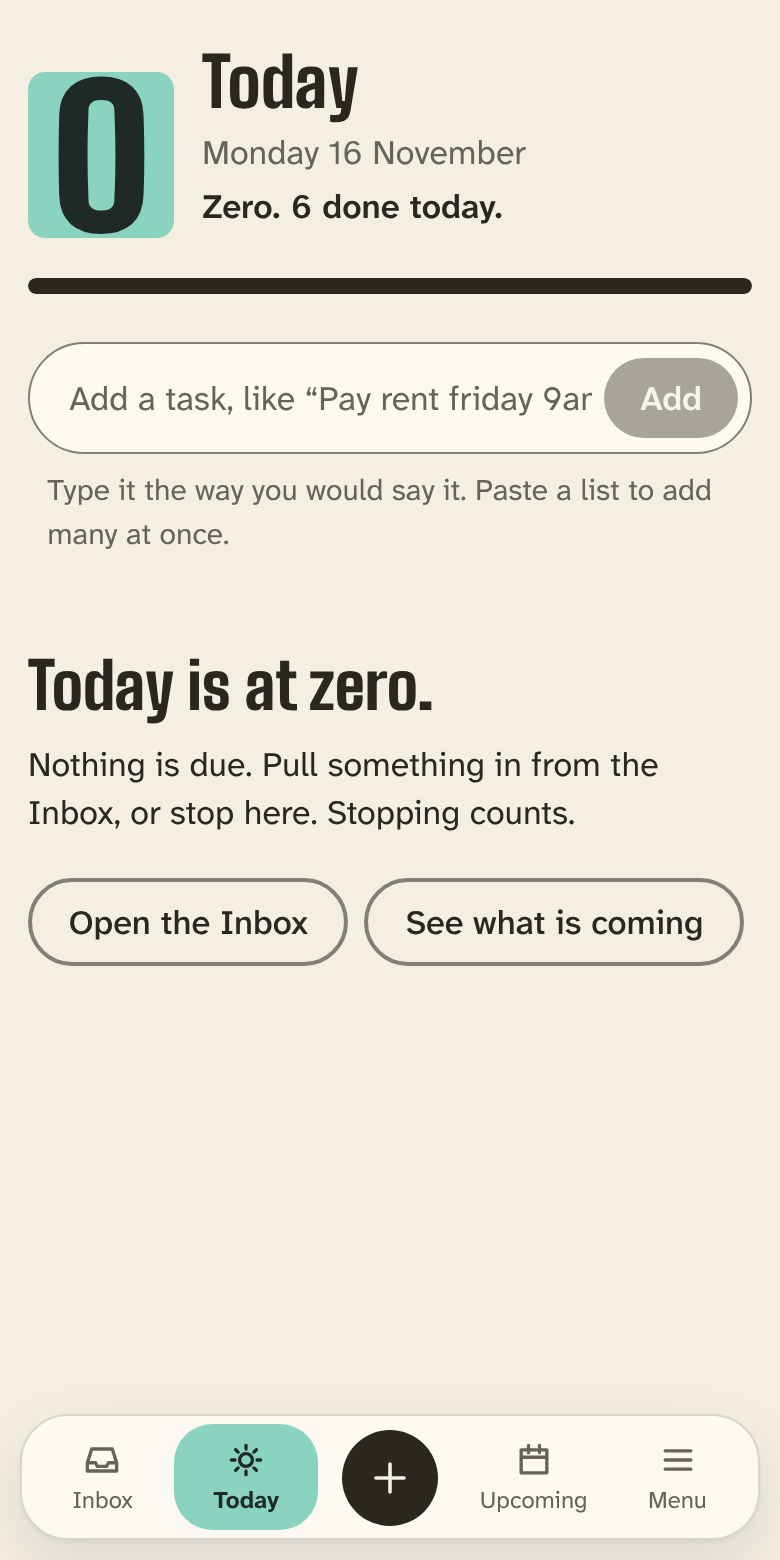 0
Today
Monday 16 November
Zero. 6 done today.
Add a task, like “Pay rent friday 9ar
Add
Type it the way you would say it. Paste a list to add
many at once.
Today is at zero.
Nothing is due. Pull something in from the
Inbox, or stop here. Stopping counts.
Open the Inbox
See what is coming
Inbox
Today
Upcoming
Menu